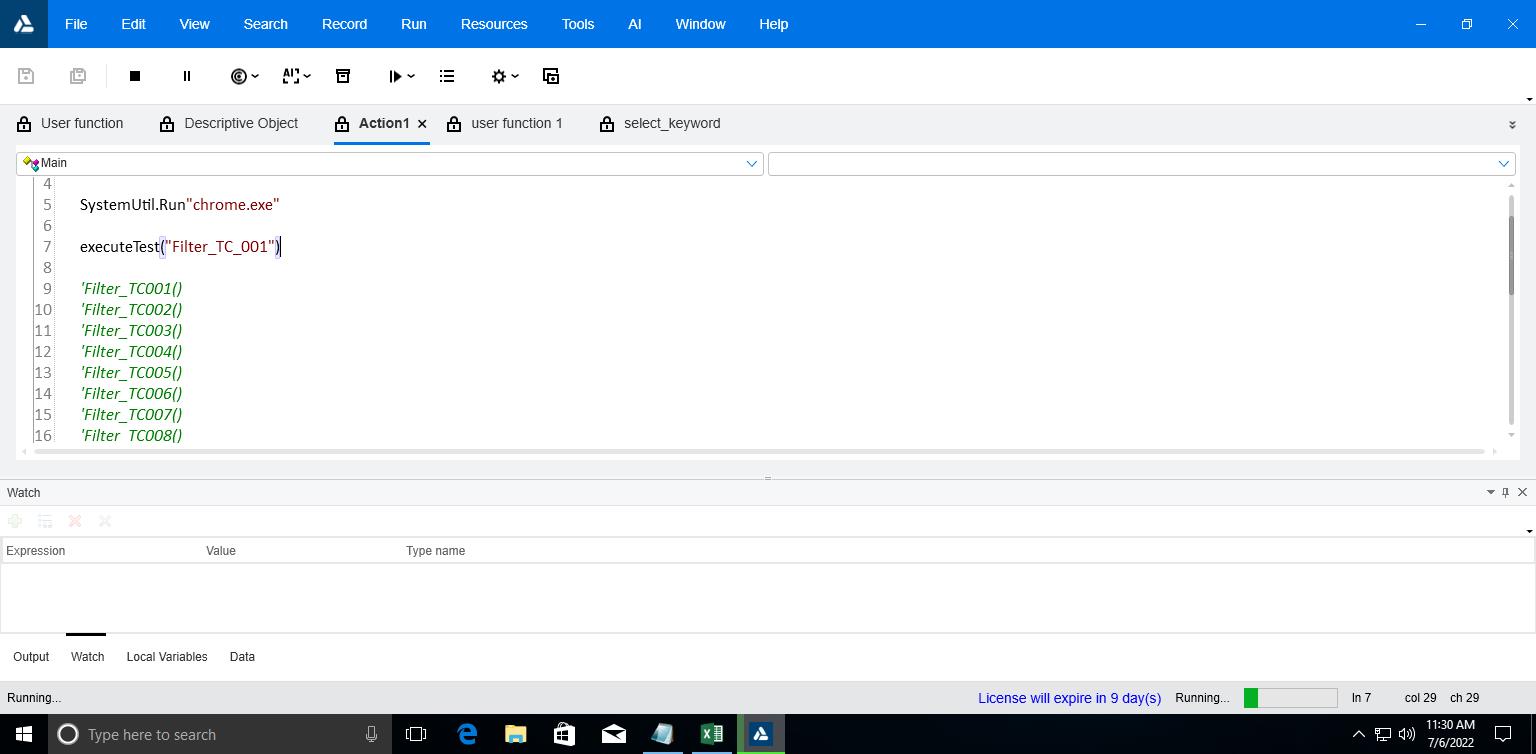 File Edit View Search Record Run Resources Tools AI Window Help
User function Descriptive Object Action1 user function 1 select_keyword
Main
4
5 SystemUtil.Run"chrome.exe"
6
7 executeTest("Filter_TC_001")
8
9 'Filter_TC001()
10 'Filter_TC002()
11 'Filter_TC003()
12 'Filter_TC004()
13 'Filter_TC005()
14 'Filter_TC006()
15 'Filter_TC007()
16 'Filter_TC008()
Watch
Expression Value Type name
Output Watch Local Variables Data
Running... License will expire in 9 day(s) Running... ln 7 col 29 ch 29
Type here to search
11:30 AM
7/6/2022